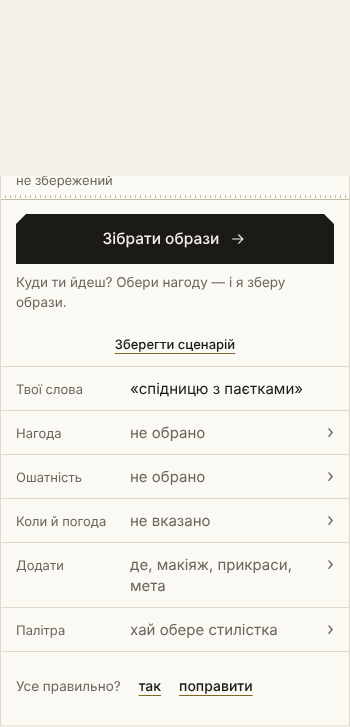 не збережений
Зібрати образи →
Куди ти йдеш? Обери нагоду — і я зберу
образи.
Зберегти сценарій
Твої слова «спідницю з паєтками»
Нагода не обрано ›
Ошатність не обрано ›
Коли й погода не вказано ›
Додати де, макіяж, прикраси, ›
мета
Палітра хай обере стилістка ›
Усе правильно? так поправити